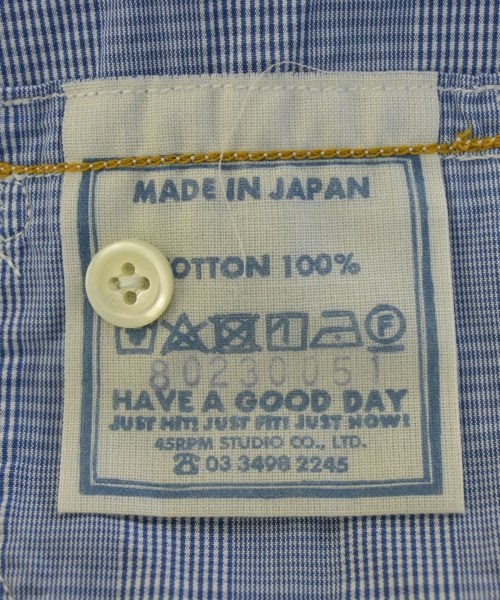 MADE IN JAPAN
COTTON 100%
80230051
HAVE A GOOD DAY
JUST HIT! JUST FIT! JUST NOW!
45RPM STUDIO CO., LTD.
☎ 03 3498 2245